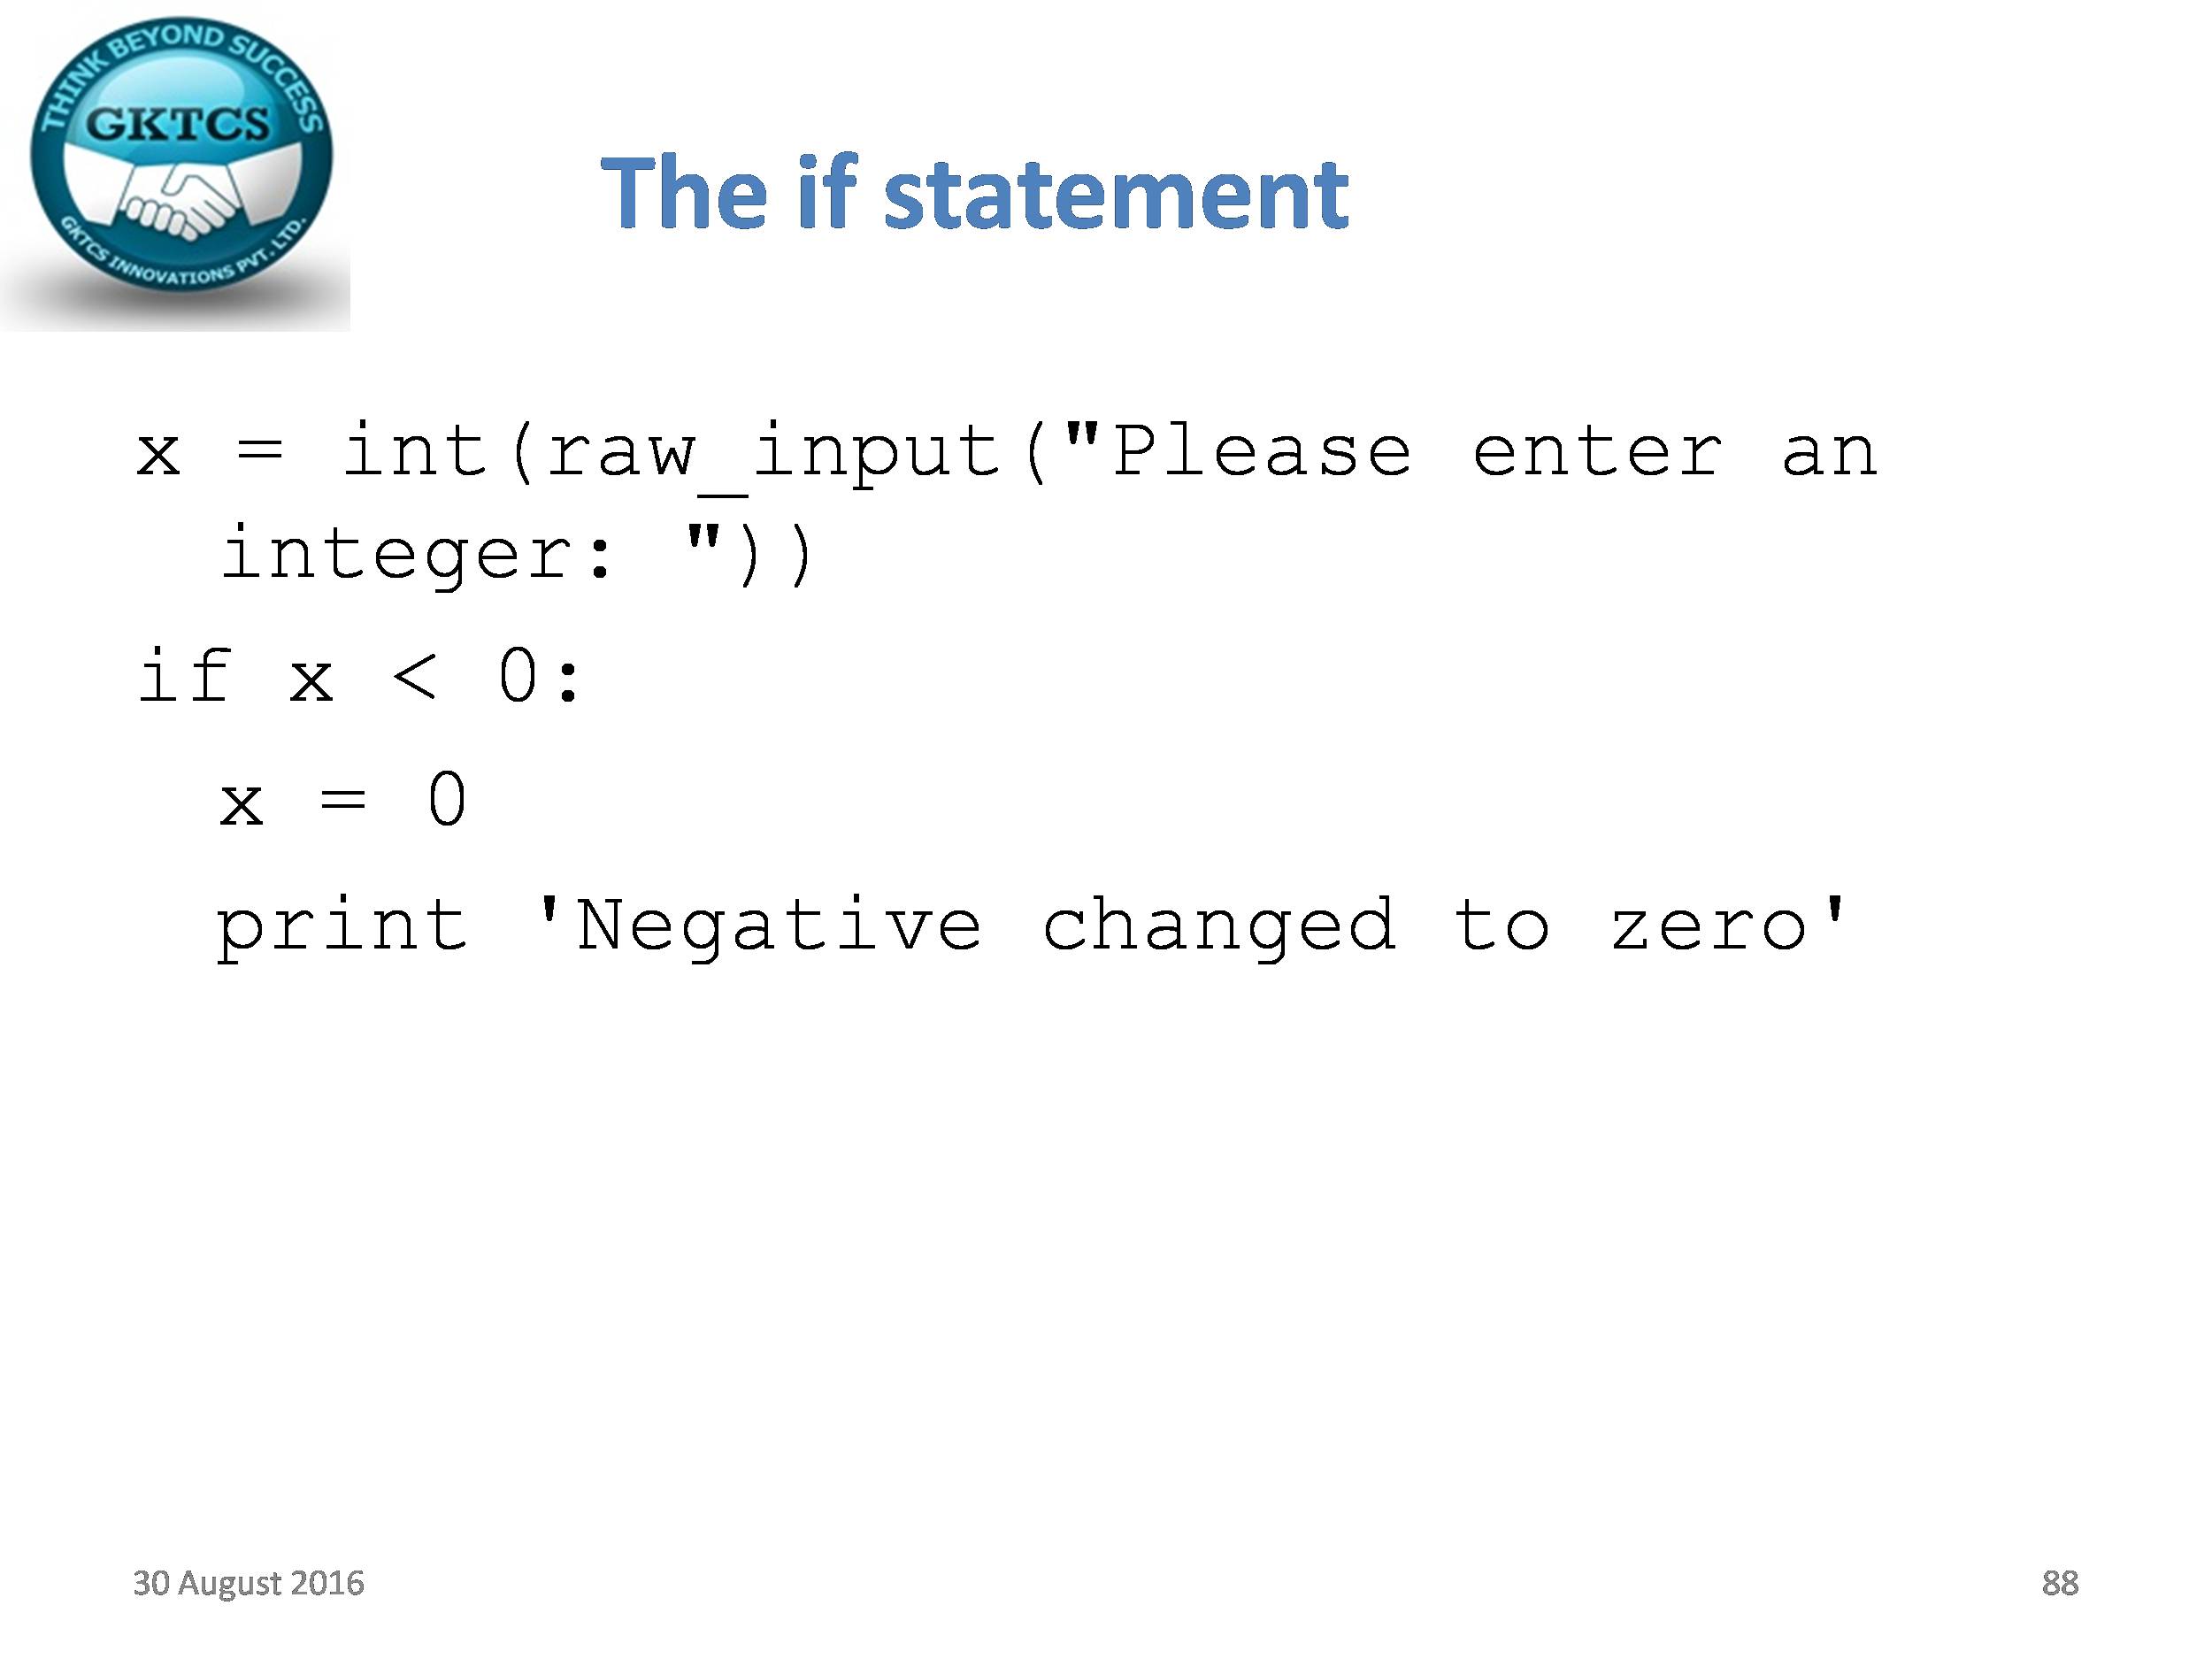 THINK BEYOND SUCCESS
GKTCS
GKTCS INNOVATIONS PVT. LTD.
The if statement
x = int(raw_input("Please enter an
integer: "))
if x < 0:
x = 0
print 'Negative changed to zero'
30 August 2016
88